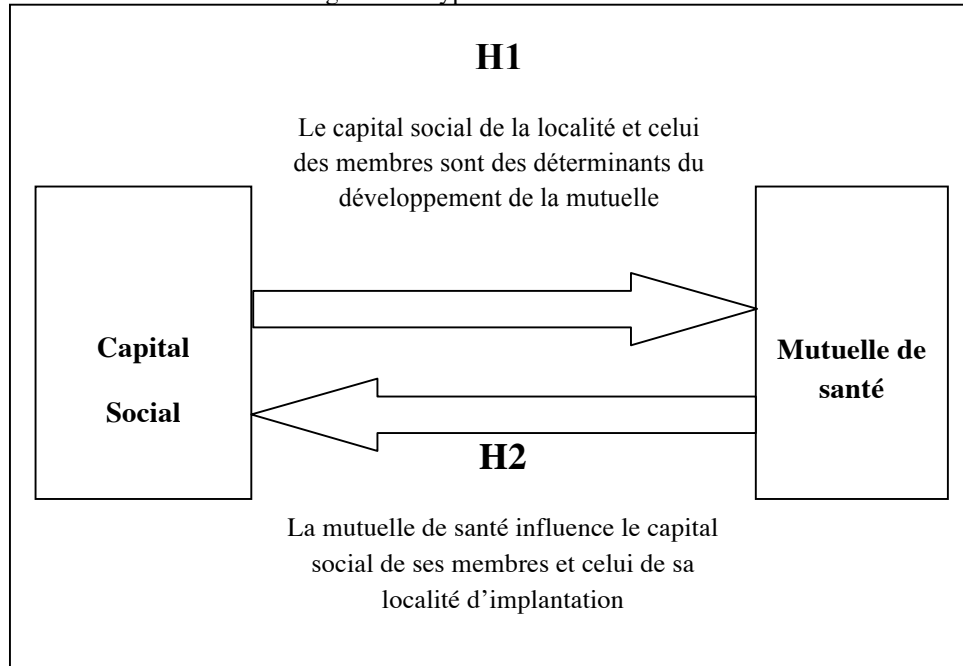 H1
Le capital social de la localité et celui
des membres sont des déterminants du
développement de la mutuelle
Capital
Social
Mutuelle de
santé
H2
La mutuelle de santé influence le capital
social de ses membres et celui de sa
localité d’implantation